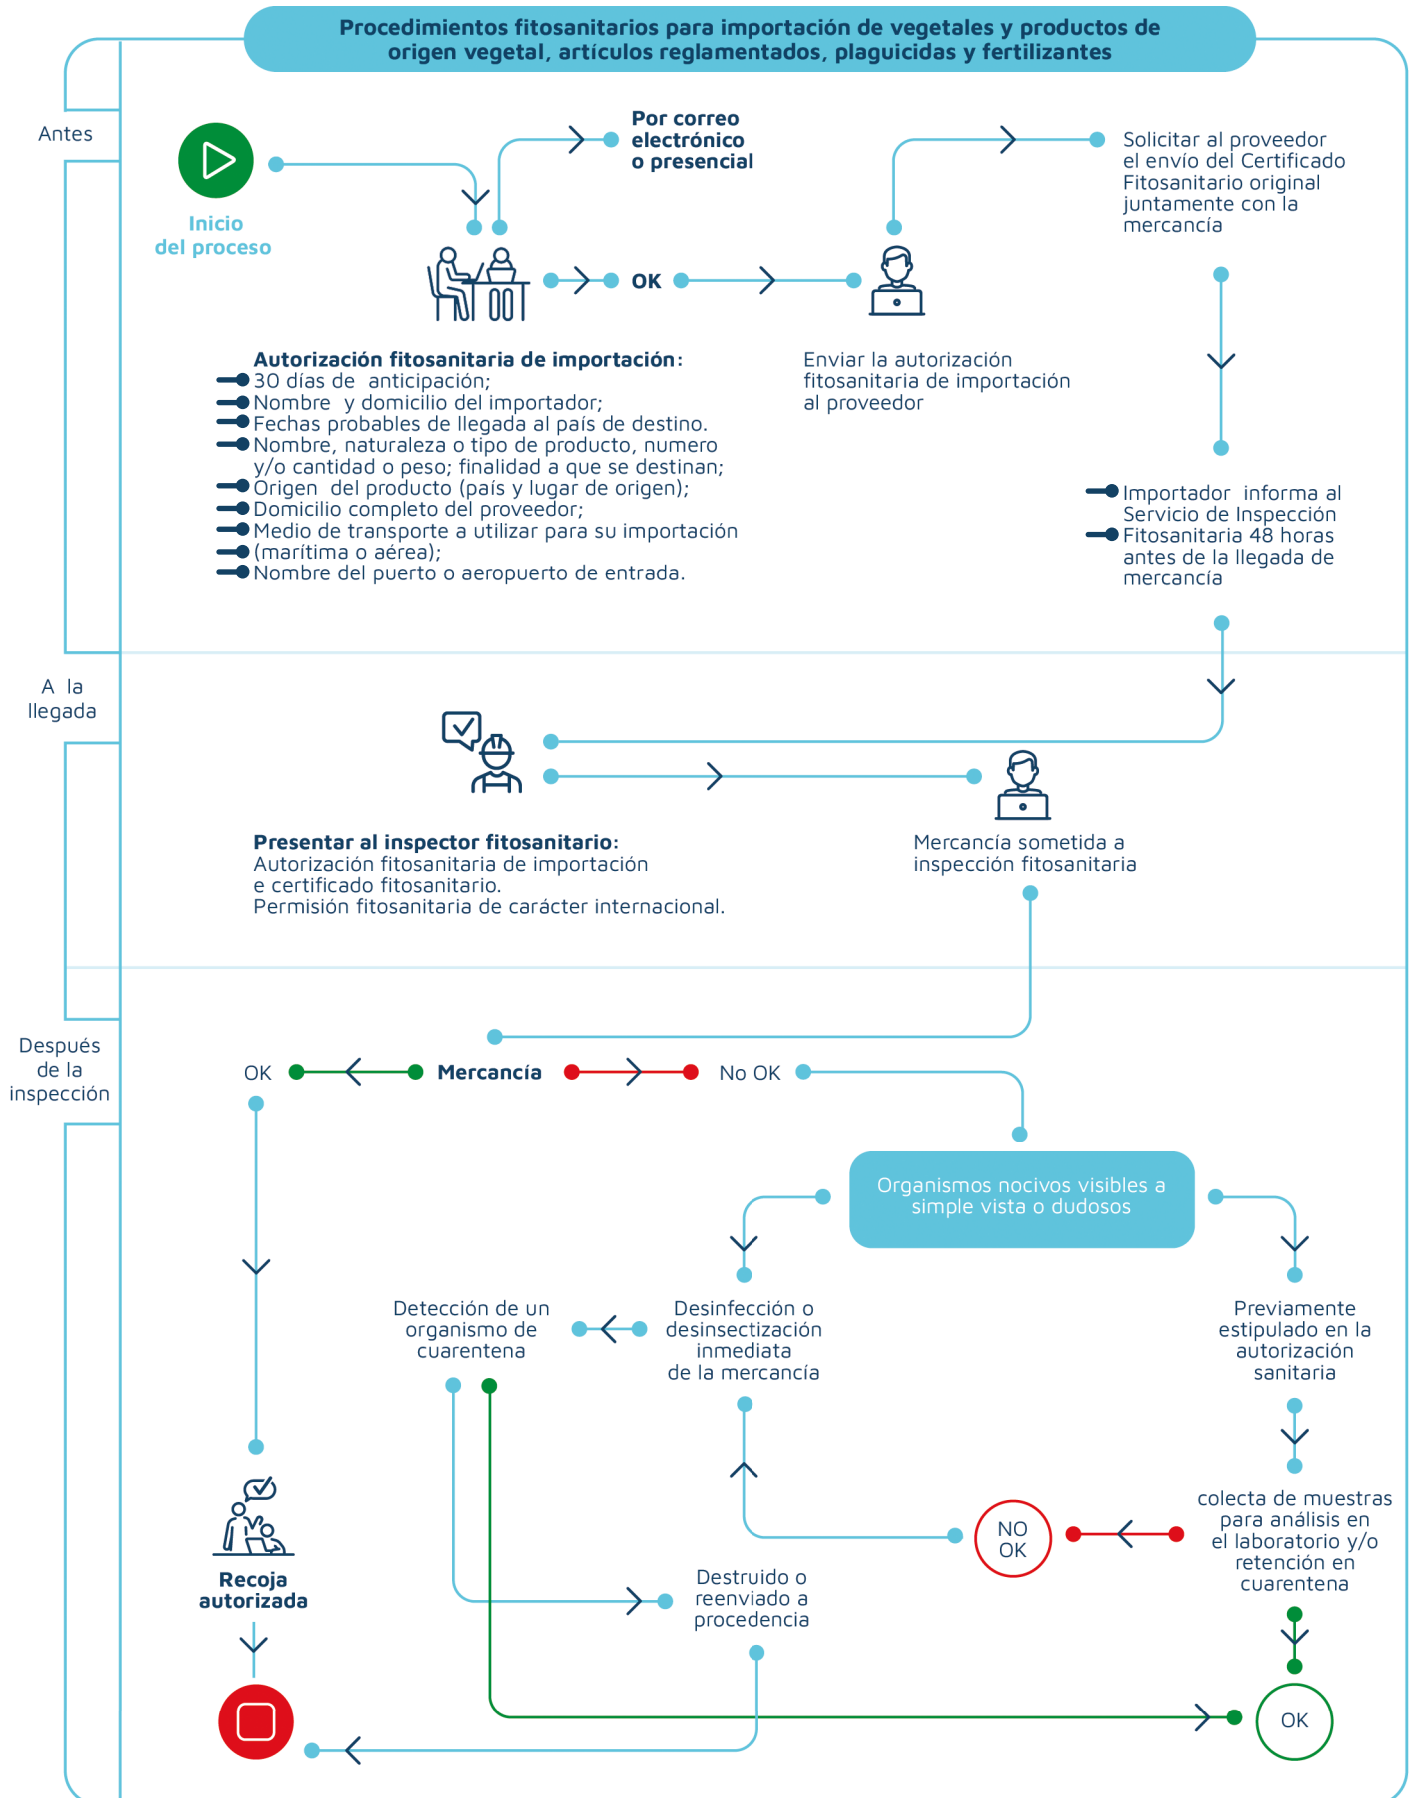 Procedimientos fitosanitarios para importación de vegetales y productos de
origen vegetal, artículos reglamentados, plaguicidas y fertilizantes
Antes
Inicio
del proceso
Por correo
electrónico
o presencial
OK
Solicitar al proveedor
el envío del Certificado
Fitosanitario original
juntamente con la
mercancía
Autorización fitosanitaria de importación:
30 días de anticipación;
Nombre y domicilio del importador;
Fechas probables de llegada al país de destino.
Nombre, naturaleza o tipo de producto, numero
y/o cantidad o peso; finalidad a que se destinan;
Origen del producto (país y lugar de origen);
Domicilio completo del proveedor;
Medio de transporte a utilizar para su importación
(marítima o aérea);
Nombre del puerto o aeropuerto de entrada.
Enviar la autorización
fitosanitaria de importación
al proveedor
Importador informa al
Servicio de Inspección
Fitosanitaria 48 horas
antes de la llegada de
mercancía
A la
llegada
Presentar al inspector fitosanitario:
Autorización fitosanitaria de importación
e certificado fitosanitario.
Permisión fitosanitaria de carácter internacional.
Mercancía sometida a
inspección fitosanitaria
Después
de la
inspección
OK
Mercancía
No OK
Organismos nocivos visibles a
simple vista o dudosos
Detección de un
organismo de
cuarentena
Desinfección o
desinsectización
inmediata
de la mercancía
Previamente
estipulado en la
autorización
sanitaria
colecta de muestras
para análisis en
el laboratorio y/o
retención en
cuarentena
NO
OK
Recoja
autorizada
Destruido o
reenviado a
procedencia
OK